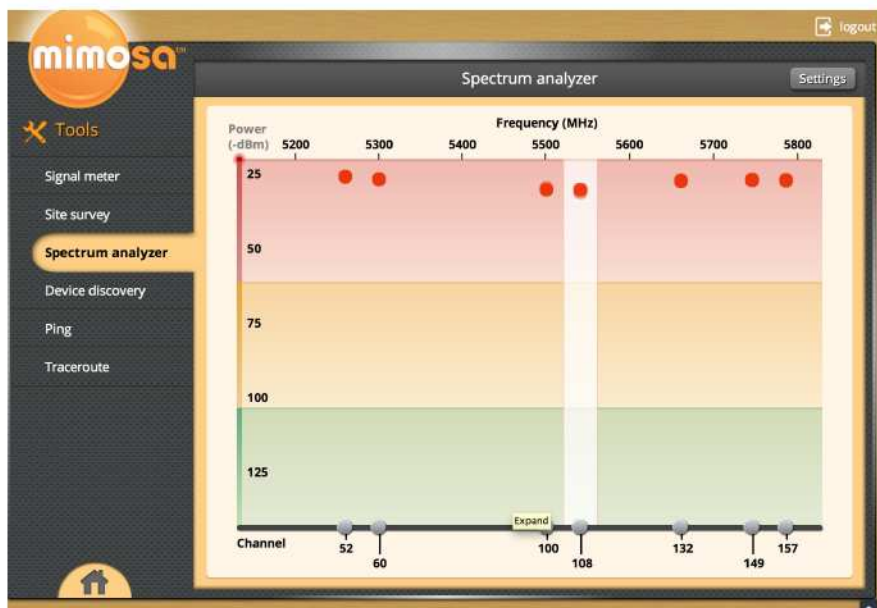 logout
mimosa™
Spectrum analyzer
Settings
Tools
Signal meter
Site survey
Spectrum analyzer
Device discovery
Ping
Traceroute
Frequency (MHz)
Power
(-dBm) 5200 5300 5400 5500 5600 5700 5800
25
50
75
100
125
Expand
Channel 52 100 132 157
60 108 149